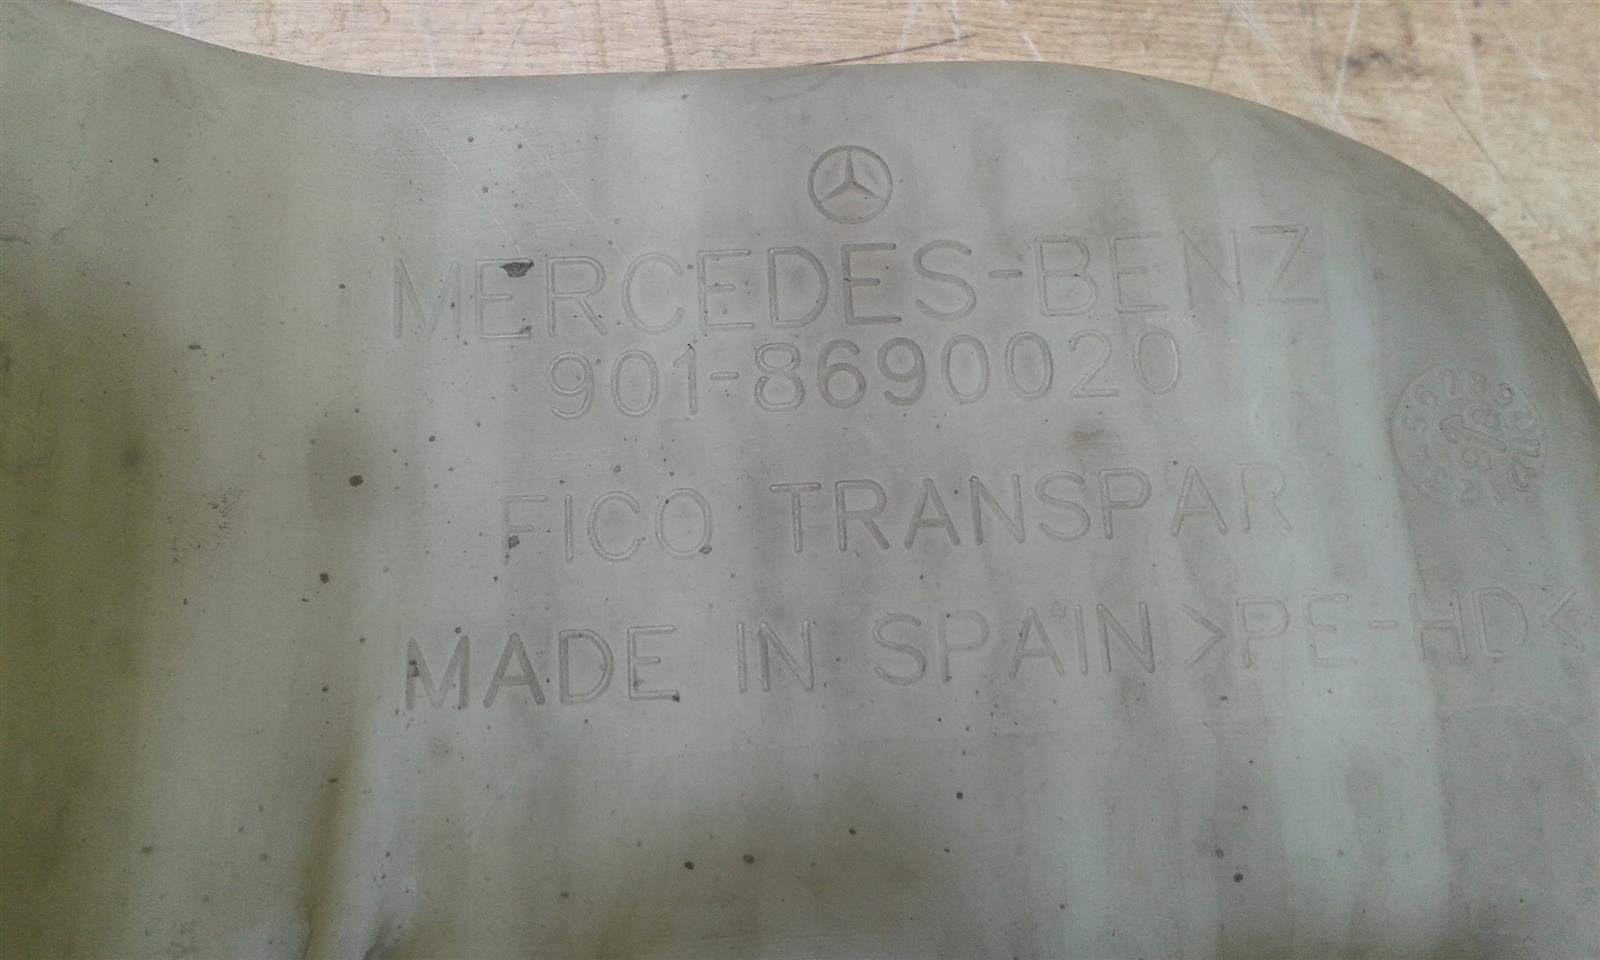 MERCEDES-BENZ
901-8690020
FICO TRANSPAR
MADE IN SPAIN >PE-HD<